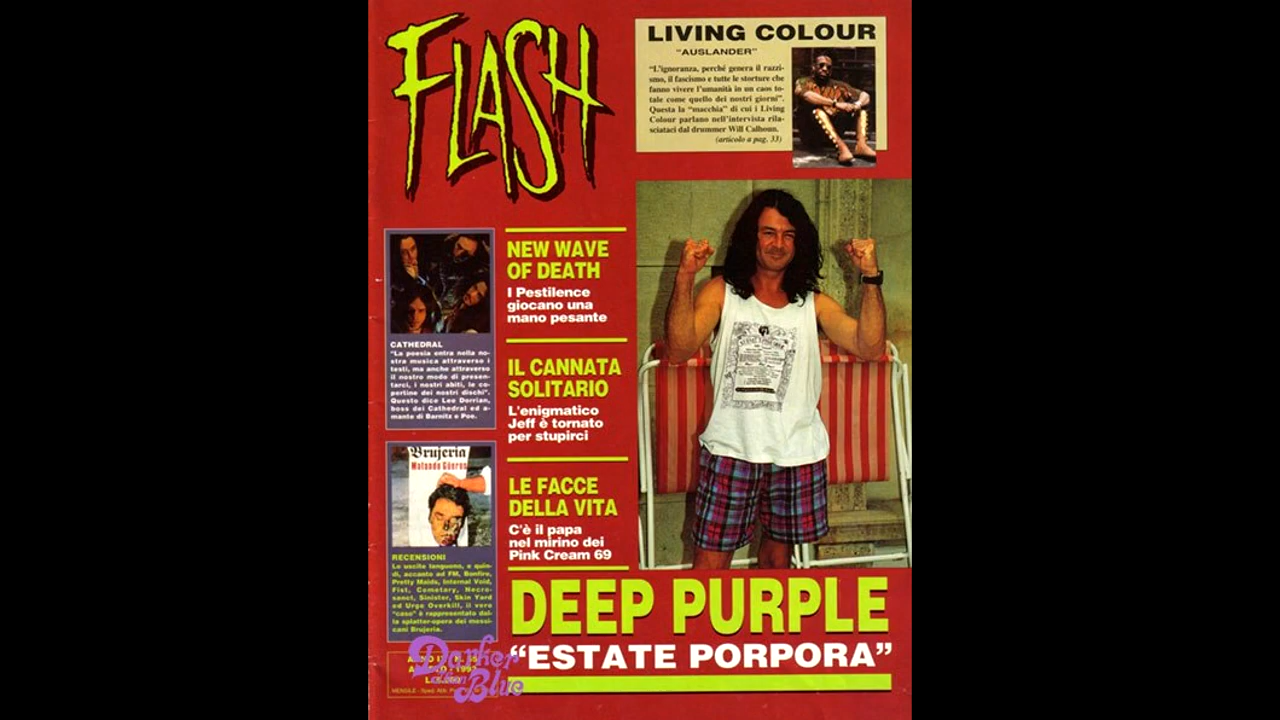 FLASH
LIVING COLOUR
"AUSLANDER"
"L'ignoranza, perché genera il razzi-
smo, il fascismo e tutte le storture che
fanno vivere l'umanità in un caos to-
tale come quello dei nostri giorni".
Questa la "macchia" di cui i Living
Colour parlano nell'intervista rila-
sciataci dal drummer Will Calhoun.
(articolo a pag. 33)
CATHEDRAL
"La poesia entra nella no-
stra musica attraverso i
testi, ma anche attraverso
il nostro modo di presen-
tarci, i nostri abiti, le co-
pertine dei nostri dischi".
Questo dice Lee Dorrian,
boss dei Cathedral ed a-
mante di Barnitz e Poe.
Brujeria
Matando Güeros
RECENSIONI
Le uscite languono, e quin-
di, accanto ad FM, Bonfire,
Pretty Maids, Internal Void,
Fist, Cemetary, Necro-
sanct, Sinister, Skin Yard
ed Urge Overkill, il vero
"caso" è rappresentato dal-
la splatter-opera dei messi-
cani Brujeria.
NEW WAVE
OF DEATH
I Pestilence
giocano una
mano pesante
IL CANNATA
SOLITARIO
L'enigmatico
Jeff è tornato
per stupirci
LE FACCE
DELLA VITA
C'è il papa
nel mirino dei
Pink Cream 69
DEEP PURPLE
"ESTATE PORPORA"
ANNO
MENSILE - Sped. Abb.
Darker
Blue